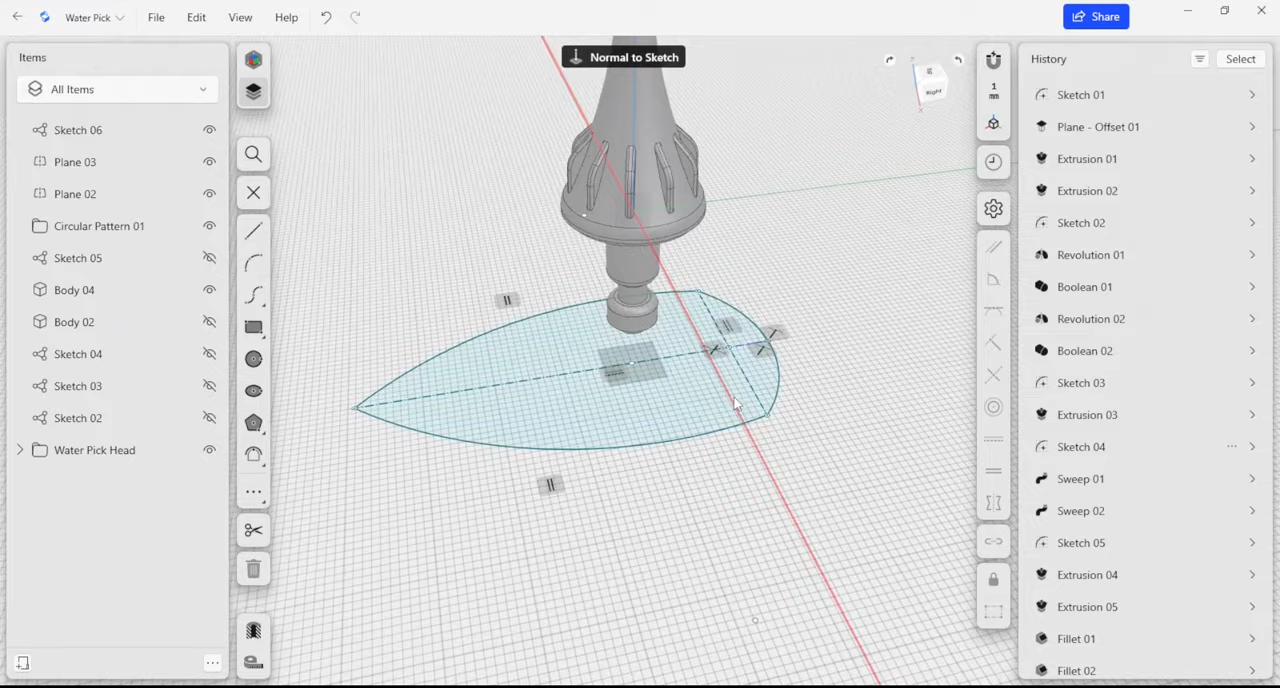 Water Pick
File
Edit
View
Help
Share
Items
All Items
Sketch 06
Plane 03
Plane 02
Circular Pattern 01
Sketch 05
Body 04
Body 02
Sketch 04
Sketch 03
Sketch 02
Water Pick Head
Normal to Sketch
Right
1
mm
History
Select
Sketch 01
Plane - Offset 01
Extrusion 01
Extrusion 02
Sketch 02
Revolution 01
Boolean 01
Revolution 02
Boolean 02
Sketch 03
Extrusion 03
Sketch 04
Sweep 01
Sweep 02
Sketch 05
Extrusion 04
Extrusion 05
Fillet 01
Fillet 02